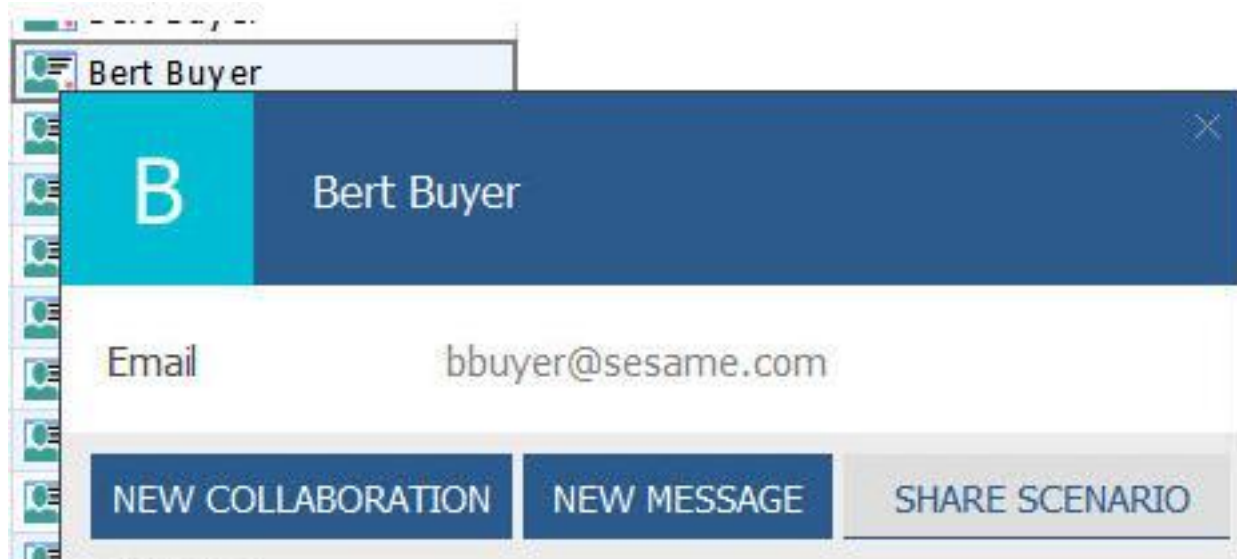 Bert Buyer
B
Bert Buyer
Email bbuyer@sesame.com
NEW COLLABORATION NEW MESSAGE SHARE SCENARIO